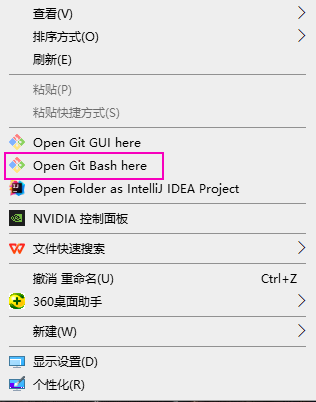 查看(V)
排序方式(O)
刷新(E)
粘贴(P)
粘贴快捷方式(S)
Open Git GUI here
Open Git Bash here
Open Folder as IntelliJ IDEA Project
NVIDIA 控制面板
文件快速搜索
撤消 重命名(U) Ctrl+Z
360桌面助手
新建(W)
显示设置(D)
个性化(R)